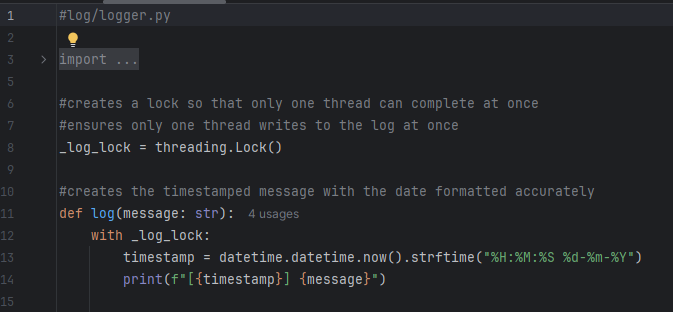 1 #log/logger.py
2
3 import ...
6 #creates a lock so that only one thread can complete at once
7 #ensures only one thread writes to the log at once
8 _log_lock = threading.Lock()
9
10 #creates the timestamped message with the date formatted accurately
11 def log(message: str): 4 usages
12 with _log_lock:
13 timestamp = datetime.datetime.now().strftime("%H:%M:%S %d-%m-%Y")
14 print(f"[{timestamp}] {message}")
15